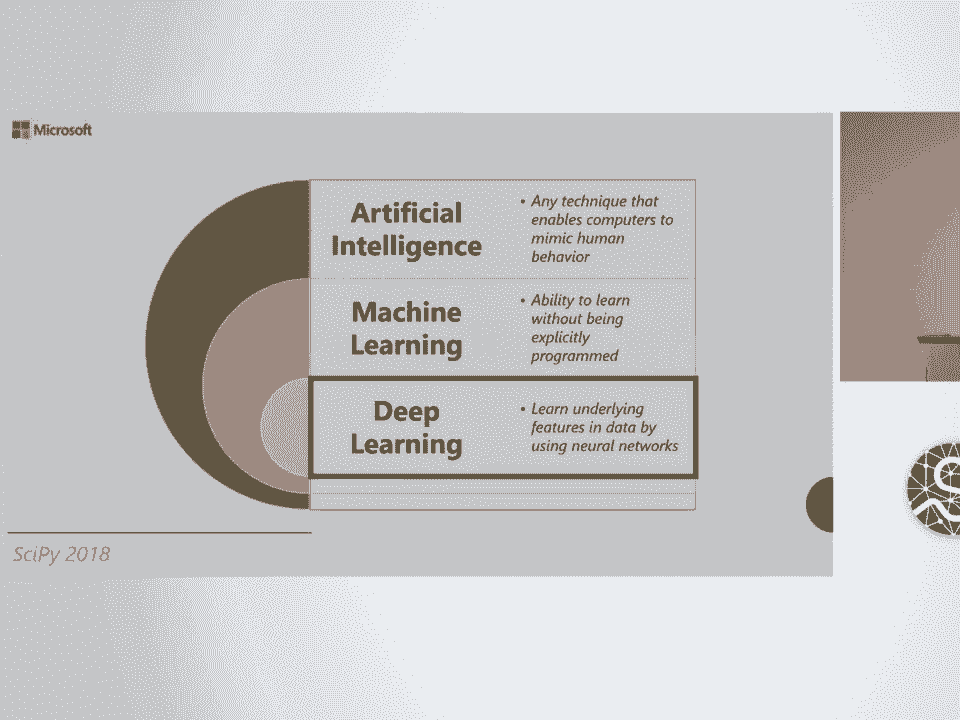 Microsoft
Artificial
Intelligence
• Any technique that
enables computers to
mimic human
behavior
Machine
Learning
• Ability to learn
without being
explicitly
programmed
Deep
Learning
• Learn underlying
features in data by
using neural networks
SciPy 2018